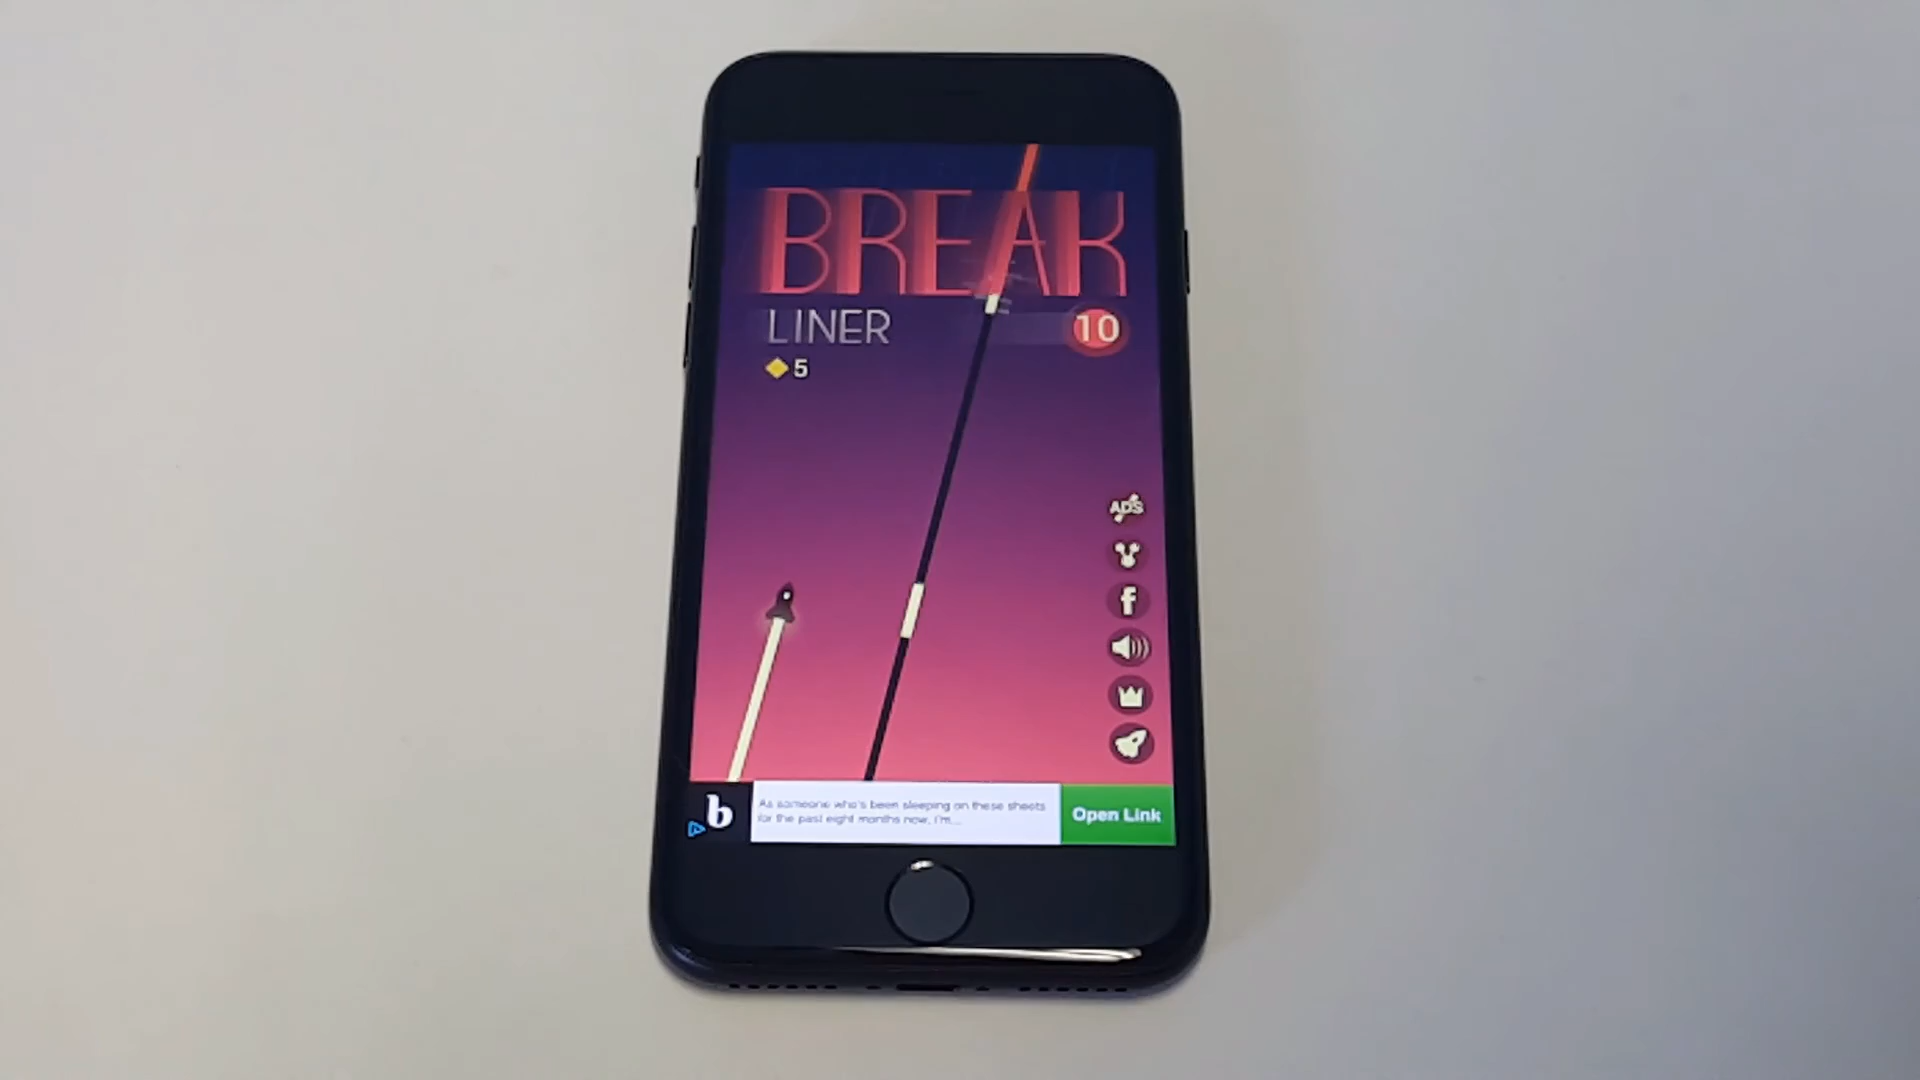 BREAK
LINER
10
5
ADS
f
b
As someone who's been sleeping on these sheets
for the past eight months now, I'm...
Open Link